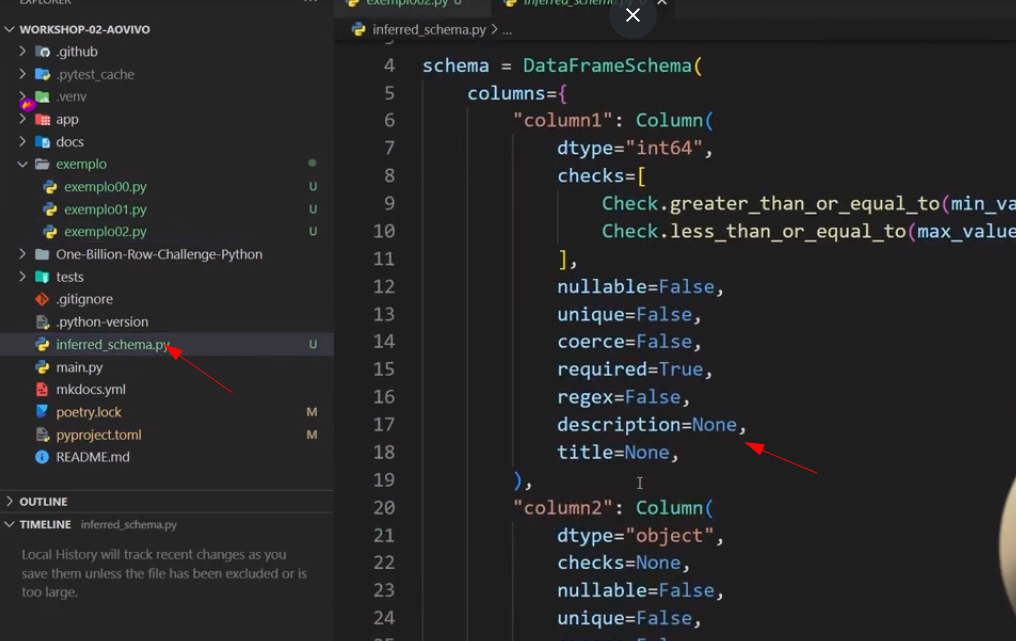 EXPLORER
WORKSHOP-02-AOVIVO
.github
.pytest_cache
.venv
app
docs
exemplo
exemplo00.py U
exemplo01.py U
exemplo02.py U
One-Billion-Row-Challenge-Python
tests
.gitignore
.python-version
inferred_schema.py U
main.py
mkdocs.yml
poetry.lock M
pyproject.toml M
README.md
OUTLINE
TIMELINE inferred_schema.py
Local History will track recent changes as you
save them unless the file has been excluded or is
too large.
exemplo02.py U
inferred_schema.py U
inferred_schema.py > ...
4 schema = DataFrameSchema(
5 columns={
6 "column1": Column(
7 dtype="int64",
8 checks=[
9 Check.greater_than_or_equal_to(min_va
10 Check.less_than_or_equal_to(max_value
11 ],
12 nullable=False,
13 unique=False,
14 coerce=False,
15 required=True,
16 regex=False,
17 description=None,
18 title=None,
19 ),
20 "column2": Column(
21 dtype="object",
22 checks=None,
23 nullable=False,
24 unique=False,